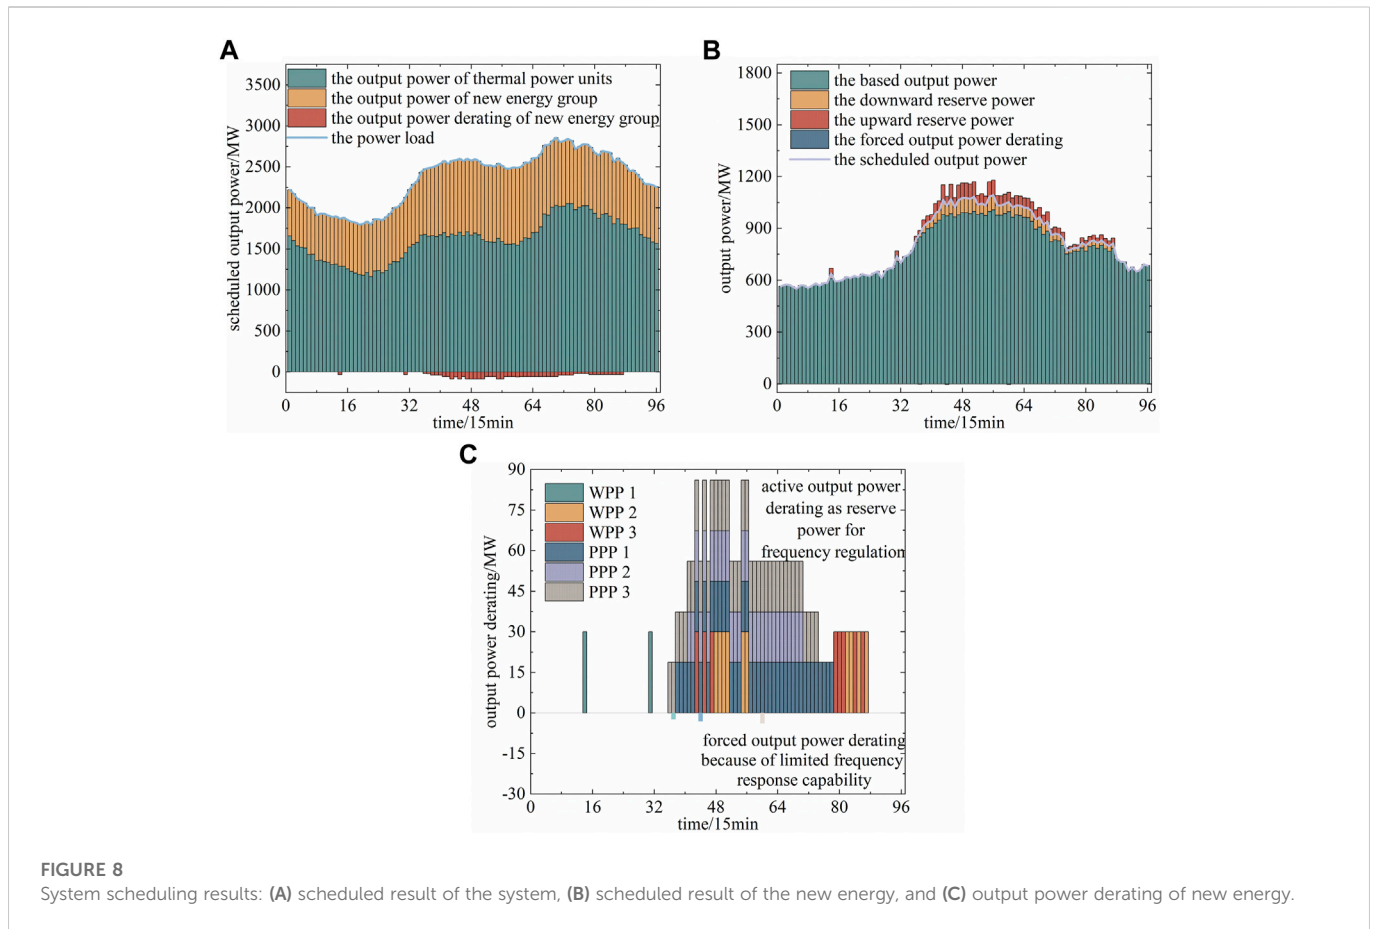 A
3500
3000
2500
2000
1500
1000
500
0
scheduled output power/MW
the output power of thermal power units
the output power of new energy group
the output power derating of new energy group
the power load
0 16 32 48 64 80 96
time/15min
B
1800
1500
1200
900
600
300
0
output power/MW
the based output power
the downward reserve power
the upward reserve power
the forced output power derating
the scheduled output power
0 16 32 48 64 80 96
time/15min
C
90
75
60
45
30
15
0
-15
-30
output power derating/MW
WPP 1
WPP 2
WPP 3
PPP 1
PPP 2
PPP 3
active output power
derating as reserve
power for
frequency regulation
forced output power derating
because of limited frequency
response capability
0 16 32 48 64 80 96
time/15min
FIGURE 8
System scheduling results: (A) scheduled result of the system, (B) scheduled result of the new energy, and (C) output power derating of new energy.